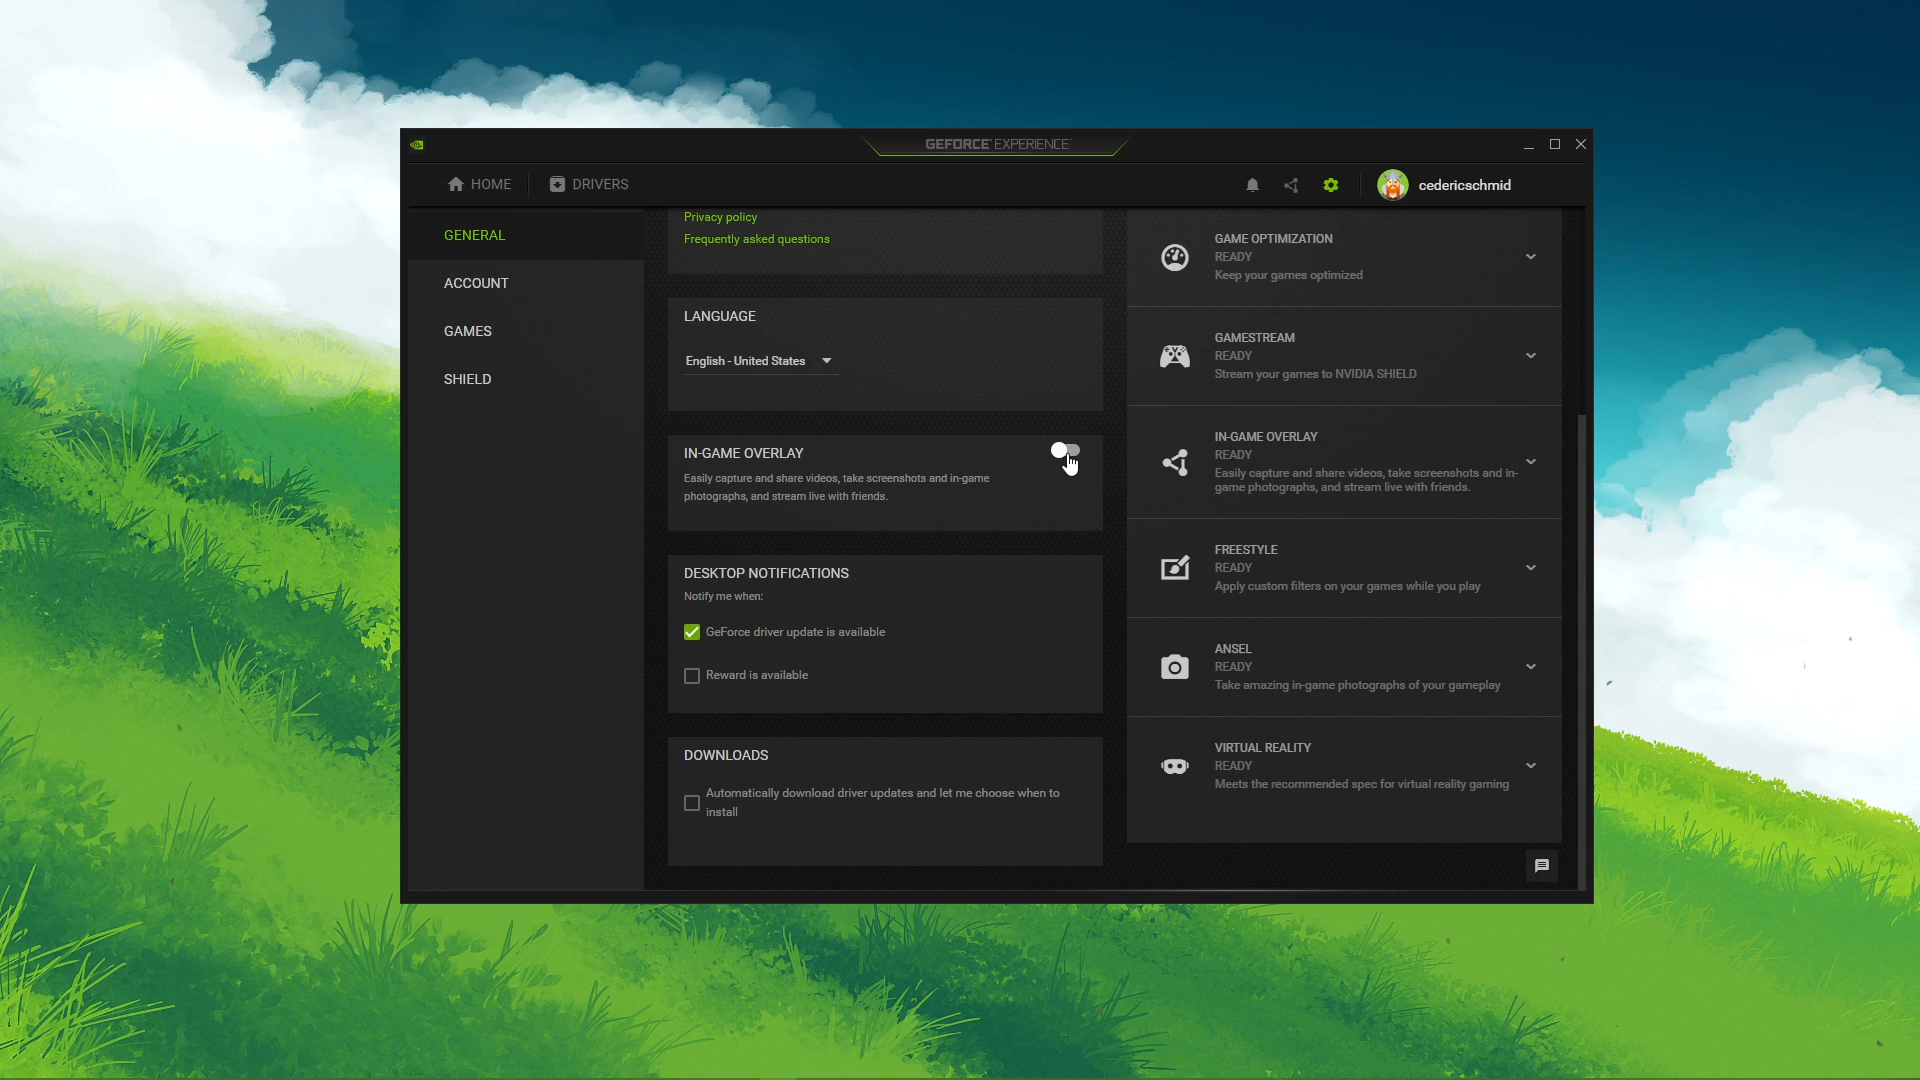 GEFORCE EXPERIENCE
HOME
DRIVERS
cedericschmid
GENERAL
ACCOUNT
GAMES
SHIELD
Privacy policy
Frequently asked questions
LANGUAGE
English - United States
IN-GAME OVERLAY
Easily capture and share videos, take screenshots and in-game
photographs, and stream live with friends.
DESKTOP NOTIFICATIONS
Notify me when:
GeForce driver update is available
Reward is available
DOWNLOADS
Automatically download driver updates and let me choose when to
install
GAME OPTIMIZATION
READY
Keep your games optimized
GAMESTREAM
READY
Stream your games to NVIDIA SHIELD
IN-GAME OVERLAY
READY
Easily capture and share videos, take screenshots and in-
game photographs, and stream live with friends.
FREESTYLE
READY
Apply custom filters on your games while you play
ANSEL
READY
Take amazing in-game photographs of your gameplay
VIRTUAL REALITY
READY
Meets the recommended spec for virtual reality gaming